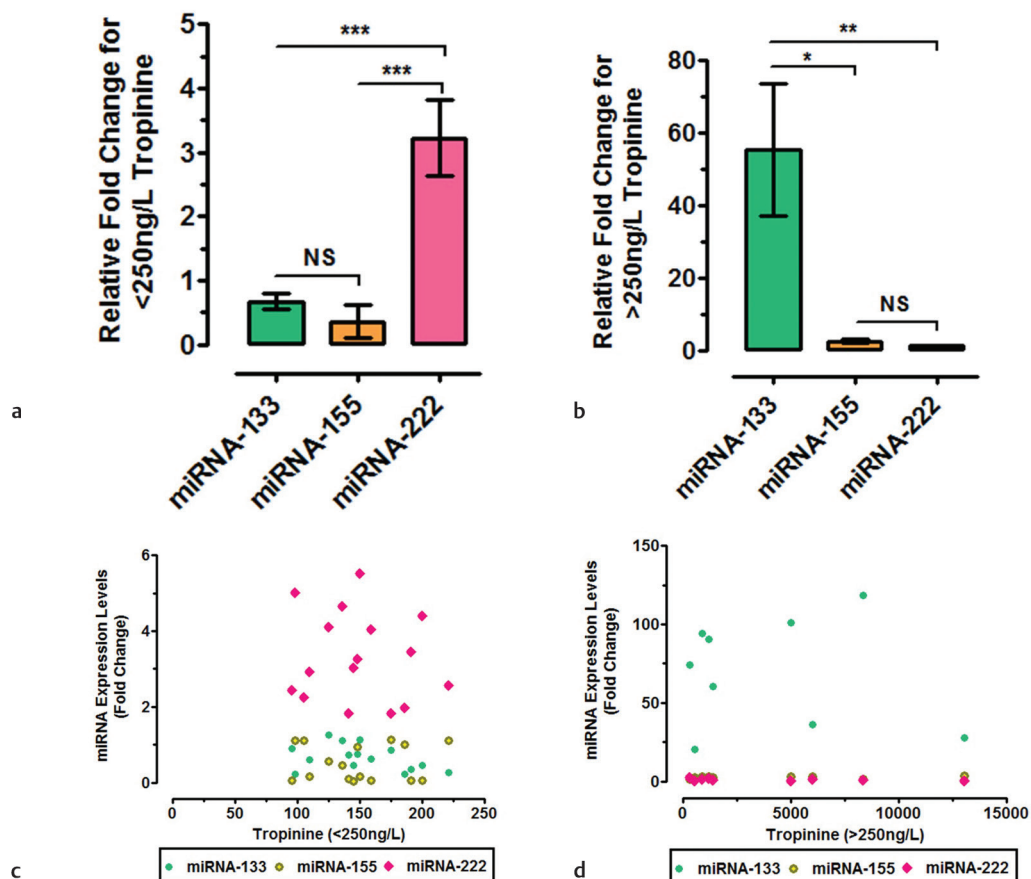 Relative Fold Change for
<250ng/L Tropinine
5
4
3
2
1
0
***
***
NS
miRNA-133
miRNA-155
miRNA-222
a
Relative Fold Change for
>250ng/L Tropinine
80
60
40
20
0
**
*
NS
miRNA-133
miRNA-155
miRNA-222
b
miRNA Expression Levels
(Fold Change)
6
4
2
0
0
50
100
150
200
250
Tropinine (<250ng/L)
miRNA-133 miRNA-155 miRNA-222
c
miRNA Expression Levels
(Fold Change)
150
100
50
0
0
5000
10000
15000
Tropinine (>250ng/L)
miRNA-133 miRNA-155 miRNA-222
d